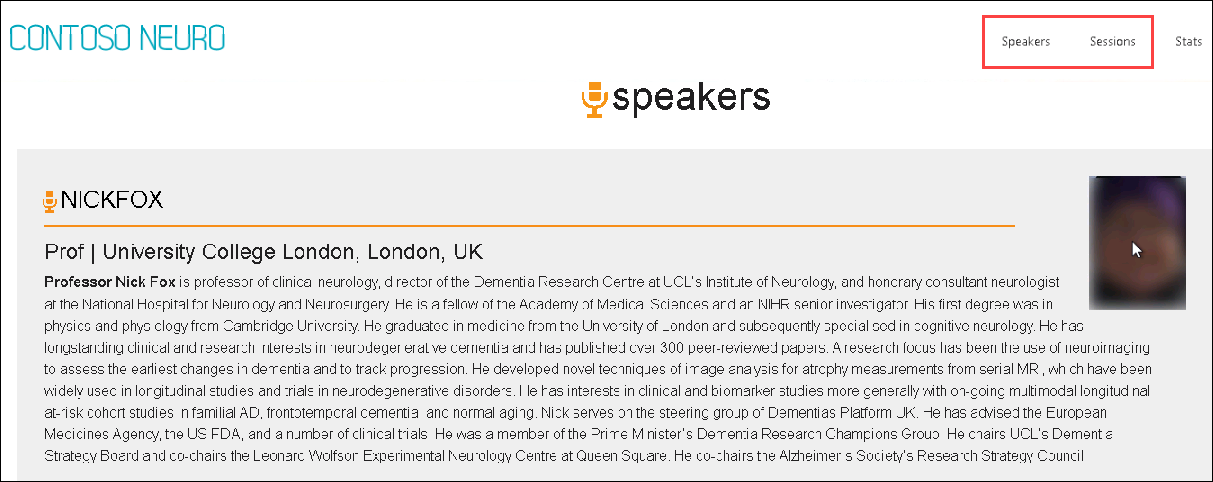 CONTOSO NEURO
Speakers Sessions Stats
speakers
NICKFOX
Prof | University College London, London, UK
Professor Nick Fox is professor of clinical neurology, director of the Dementia Research Centre at UCL's Institute of Neurology, and honorary consultant neurologist
at the National Hospital for Neurology and Neurosurgery. He is a fellow of the Academy of Medical Sciences and an NIHR senior investigator. His first degree was in
physics and physiology from Cambridge University. He graduated in medicine from the University of London and subsequently specialised in cognitive neurology. He has
longstanding clinical and research interests in neurodegenerative dementia and has published over 300 peer-reviewed papers. A research focus has been the use of neuroimaging
to assess the earliest changes in dementia and to track progression. He developed novel techniques of image analysis for atrophy measurements from serial MRI, which have been
widely used in longitudinal studies and trials in neurodegenerative disorders. He has interests in clinical and biomarker studies more generally with on-going multimodal longitudinal
at-risk cohort studies in familial AD, frontotemporal dementia, and normal aging. Nick serves on the steering group of Dementias Platform UK. He has advised the European
Medicines Agency, the US FDA, and a number of clinical trials. He was a member of the Prime Minister's Dementia Research Champions Group. He chairs UCL's Dementia
Strategy Board and co-chairs the Leonard Wolfson Experimental Neurology Centre at Queen Square. He co-chairs the Alzheimer's Society's Research Strategy Council